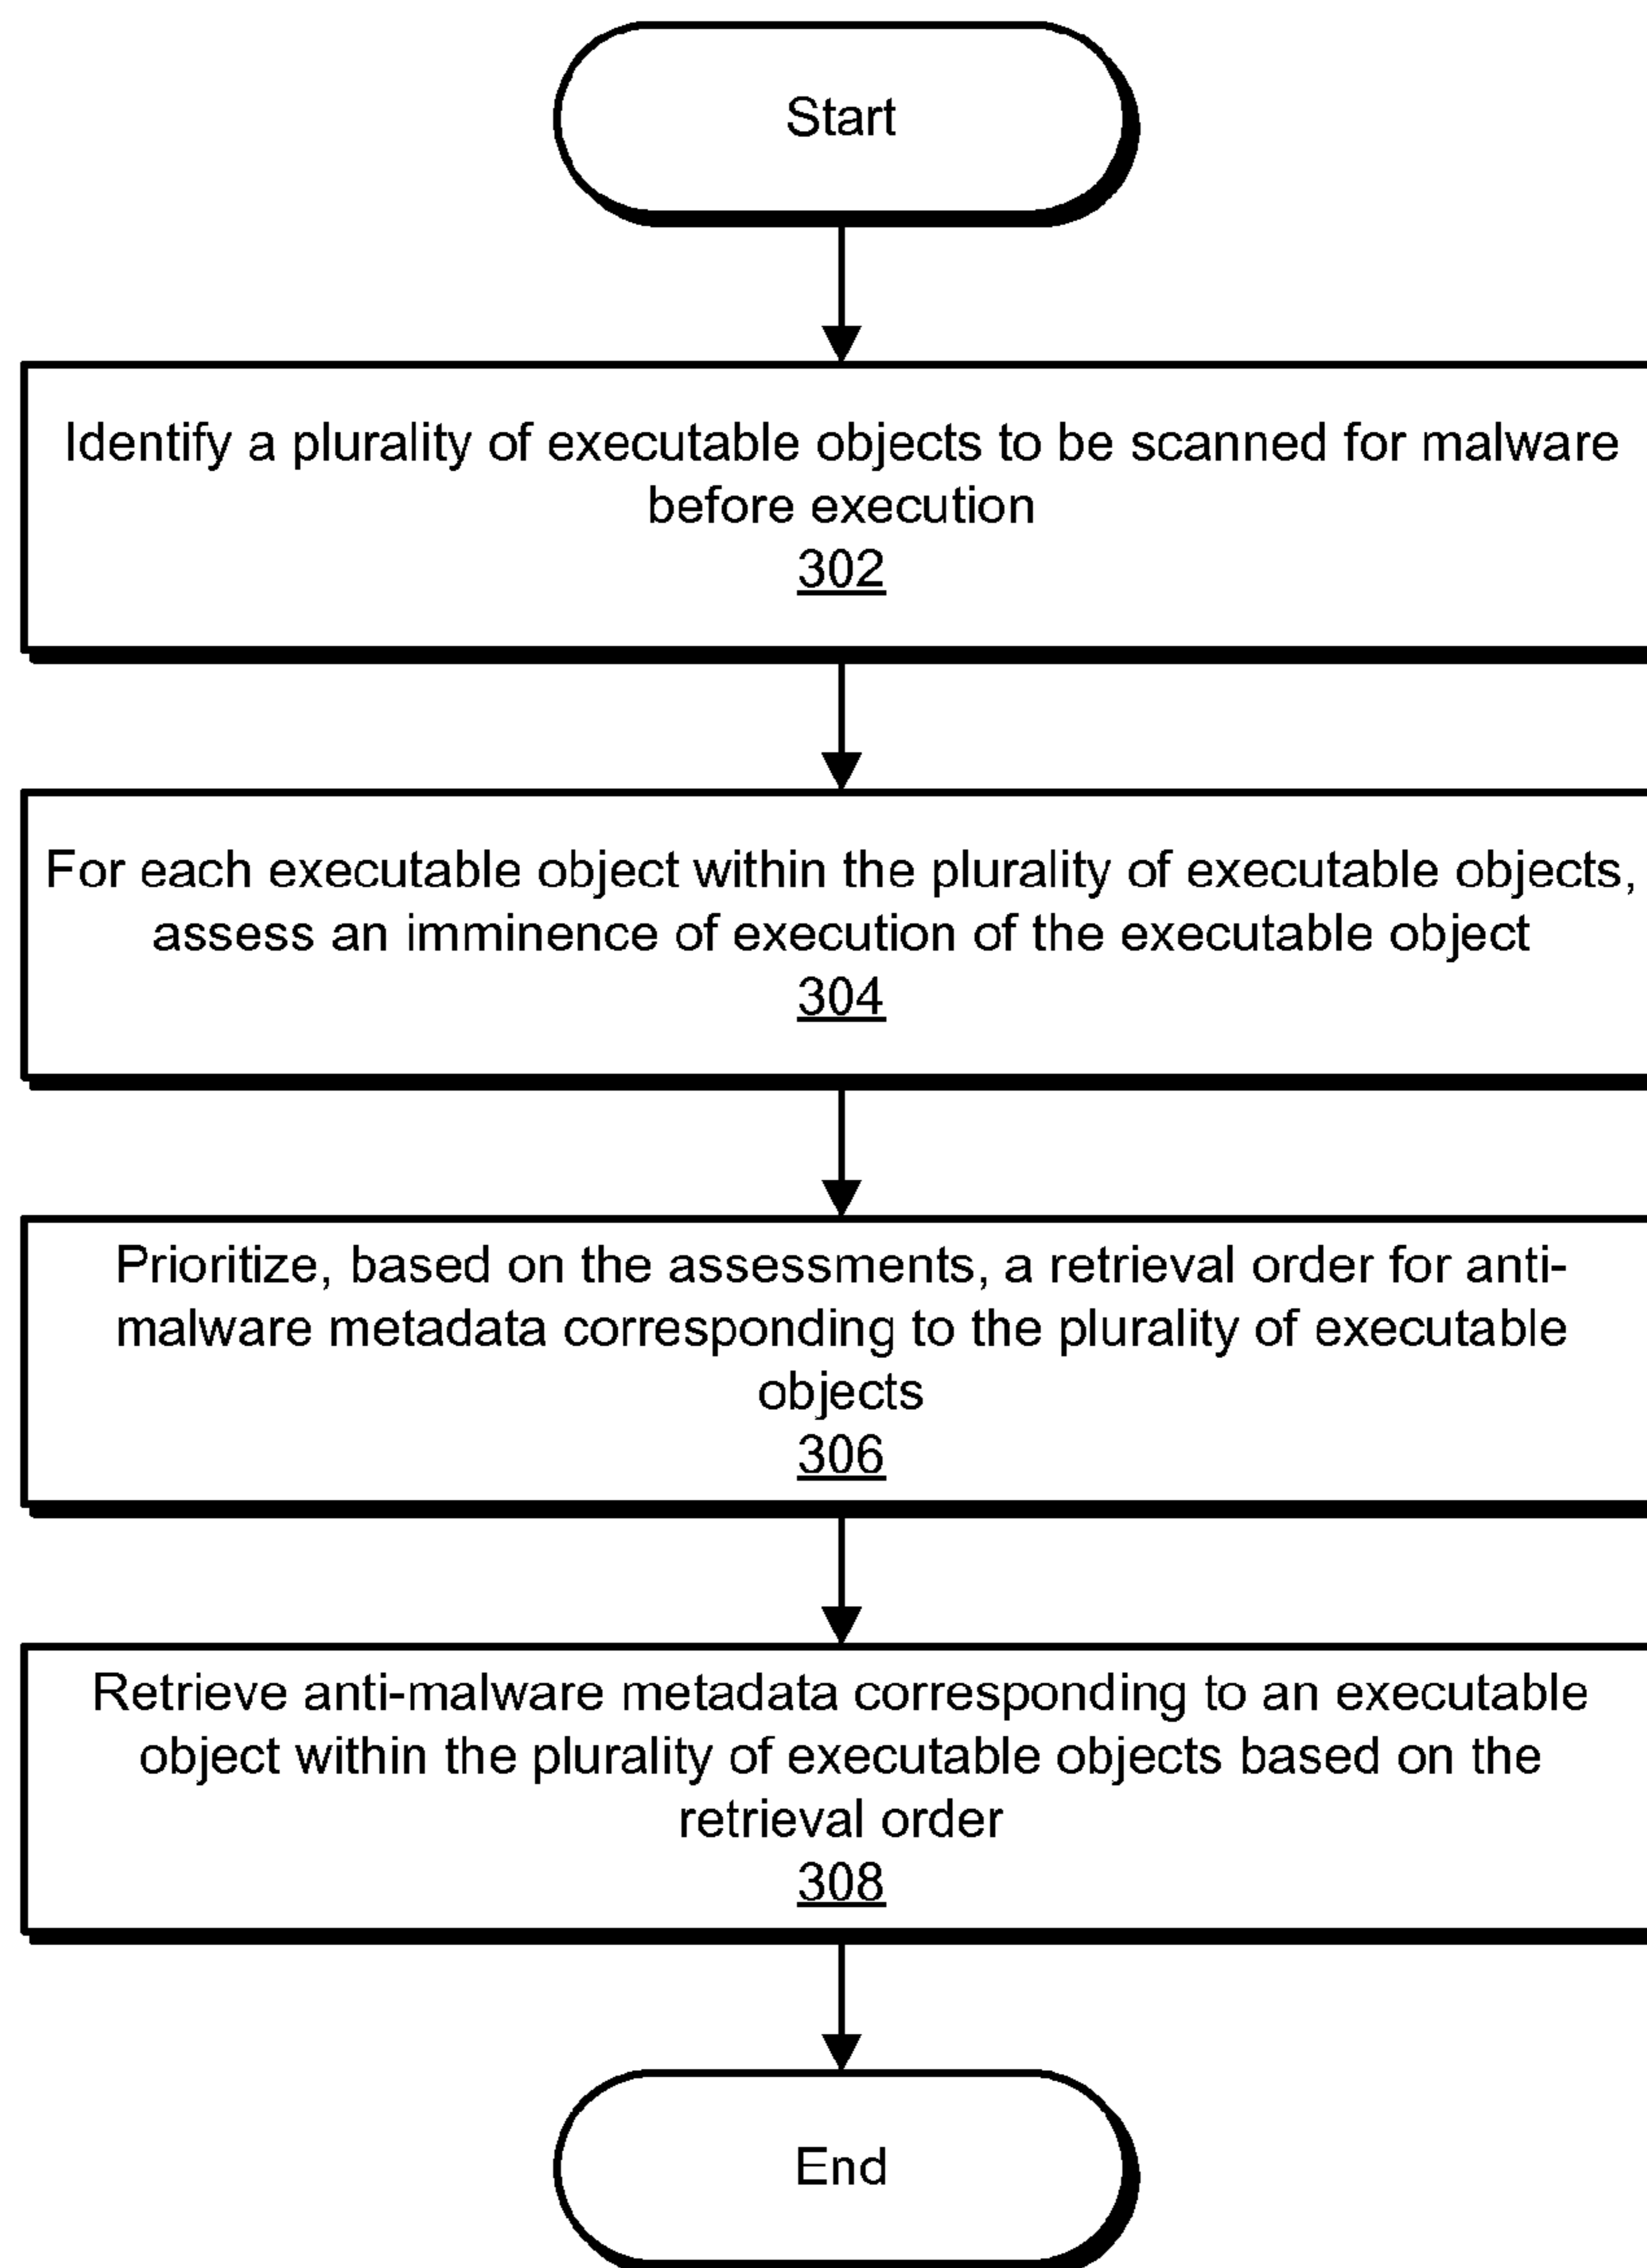 Start
Identify a plurality of executable objects to be scanned for malware
before execution
302
For each executable object within the plurality of executable objects,
assess an imminence of execution of the executable object
304
Prioritize, based on the assessments, a retrieval order for anti-
malware metadata corresponding to the plurality of executable
objects
306
Retrieve anti-malware metadata corresponding to an executable
object within the plurality of executable objects based on the
retrieval order
308
End